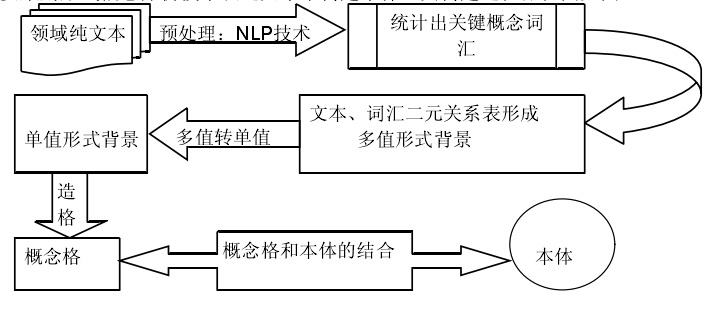 领域纯文本
预处理：NLP技术
统计出关键概念词
汇
文本、词汇二元关系表形成
多值形式背景
多值转单值
单值形式背景
造
格
概念格
概念格和本体的结合
本体